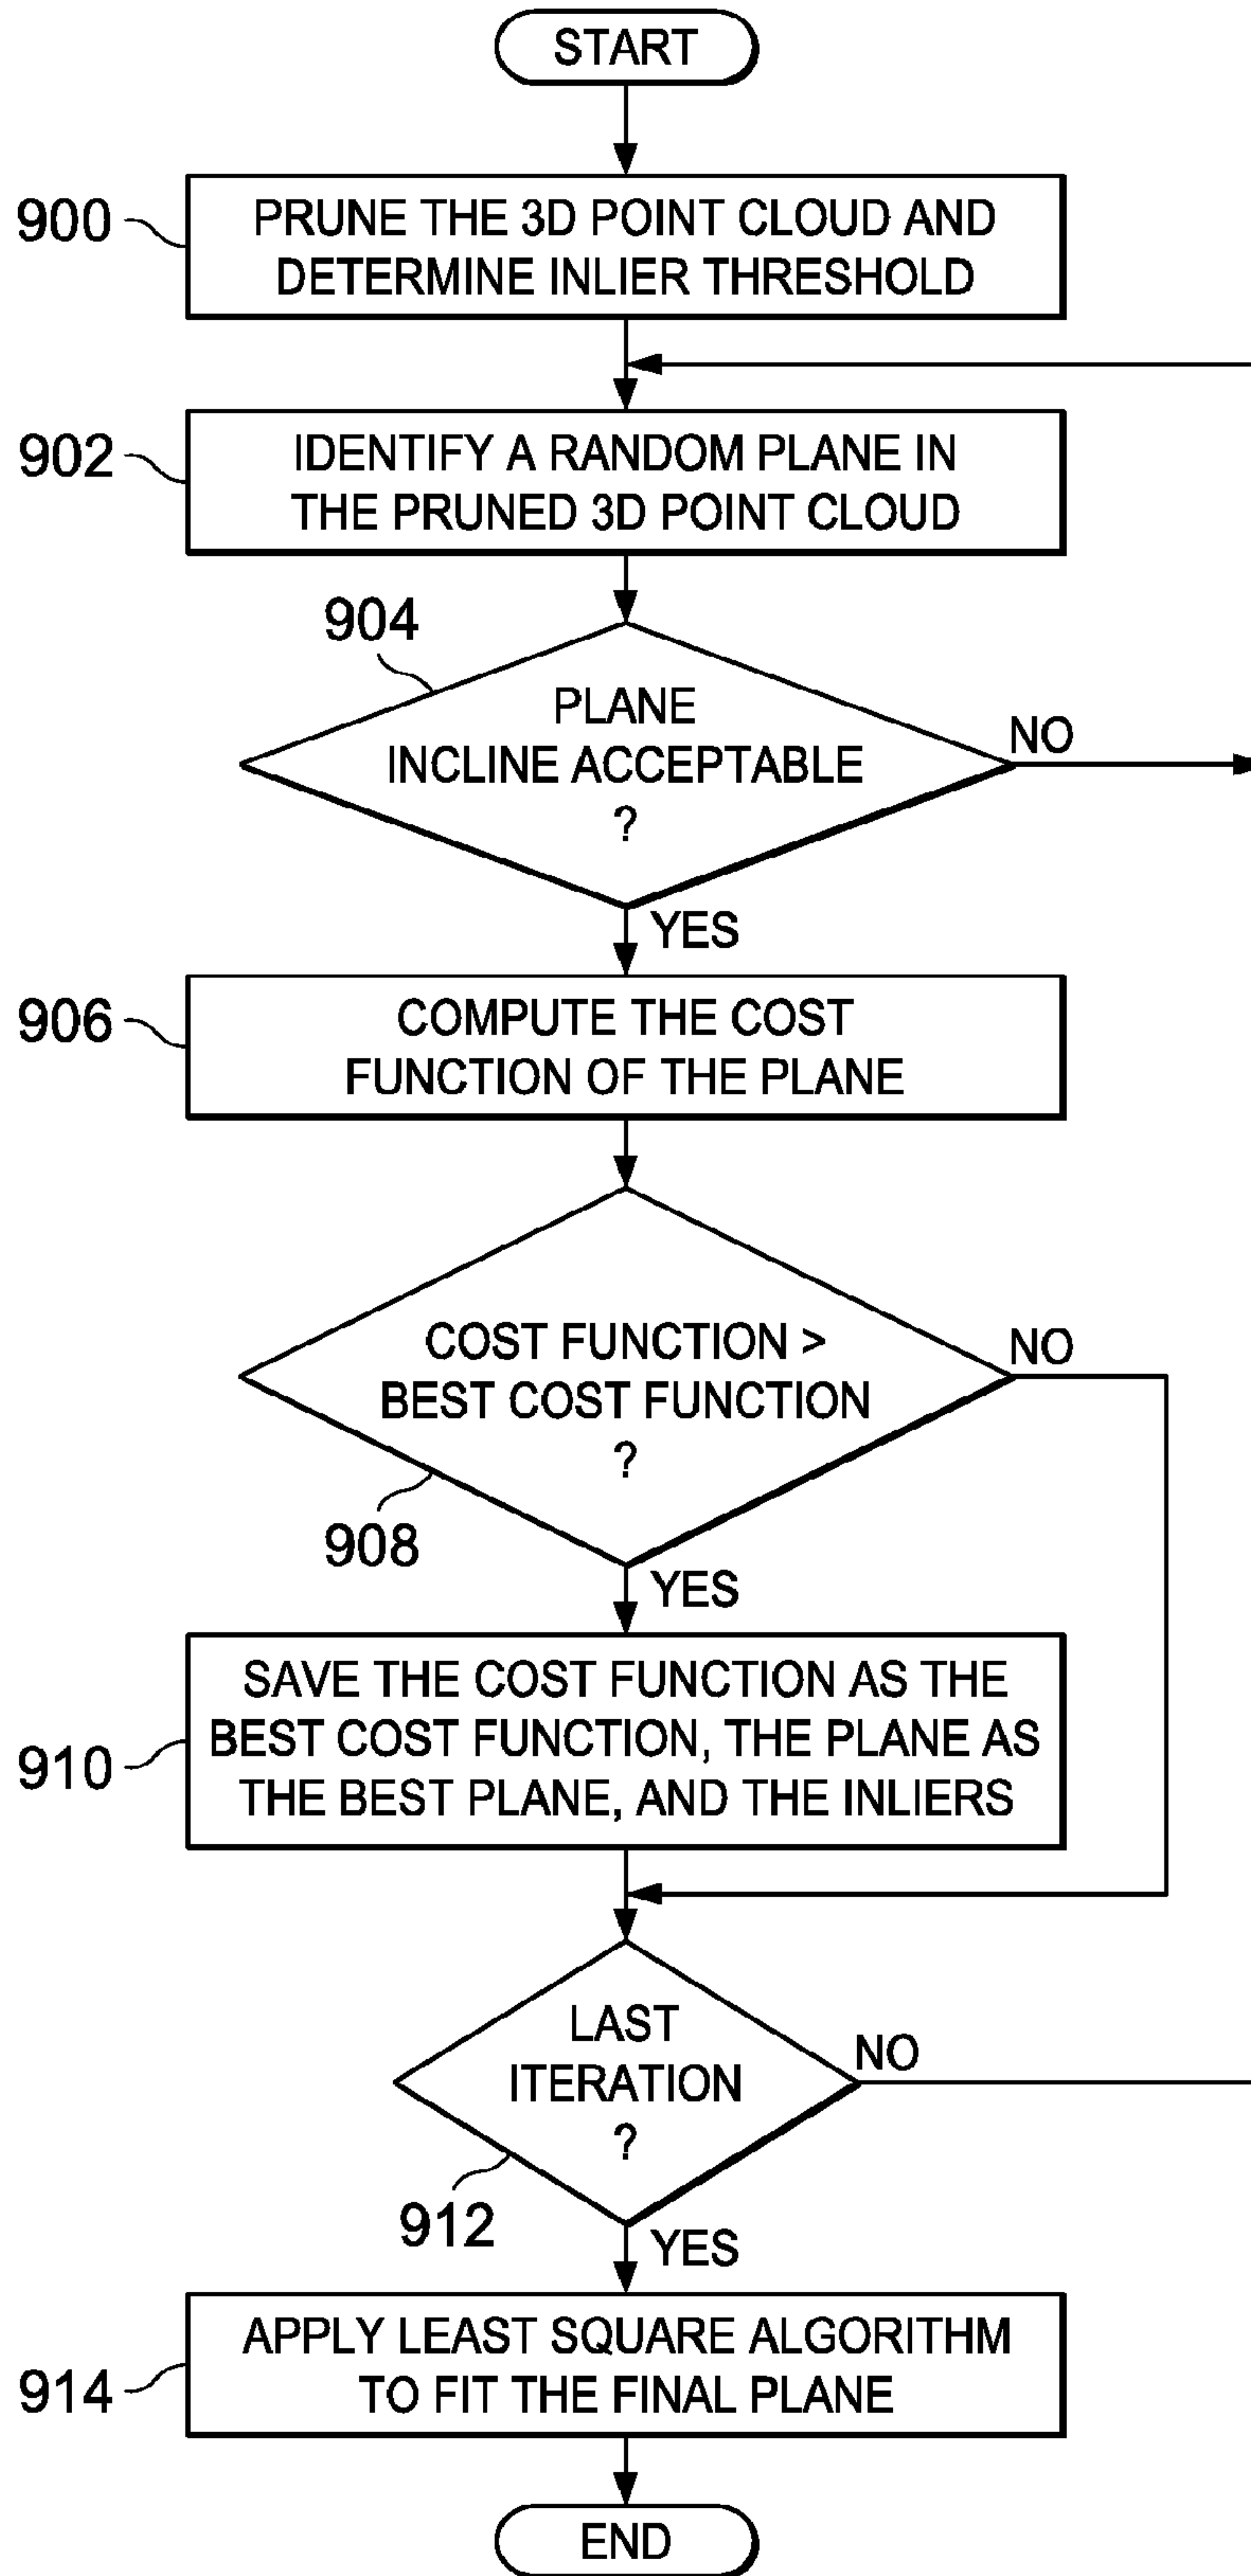 START
900
PRUNE THE 3D POINT CLOUD AND
DETERMINE INLIER THRESHOLD
902
IDENTIFY A RANDOM PLANE IN
THE PRUNED 3D POINT CLOUD
904
PLANE
INCLINE ACCEPTABLE
?
NO
YES
906
COMPUTE THE COST
FUNCTION OF THE PLANE
COST FUNCTION >
BEST COST FUNCTION
?
NO
908
YES
910
SAVE THE COST FUNCTION AS THE
BEST COST FUNCTION, THE PLANE AS
THE BEST PLANE, AND THE INLIERS
LAST
ITERATION
?
NO
912
YES
914
APPLY LEAST SQUARE ALGORITHM
TO FIT THE FINAL PLANE
END